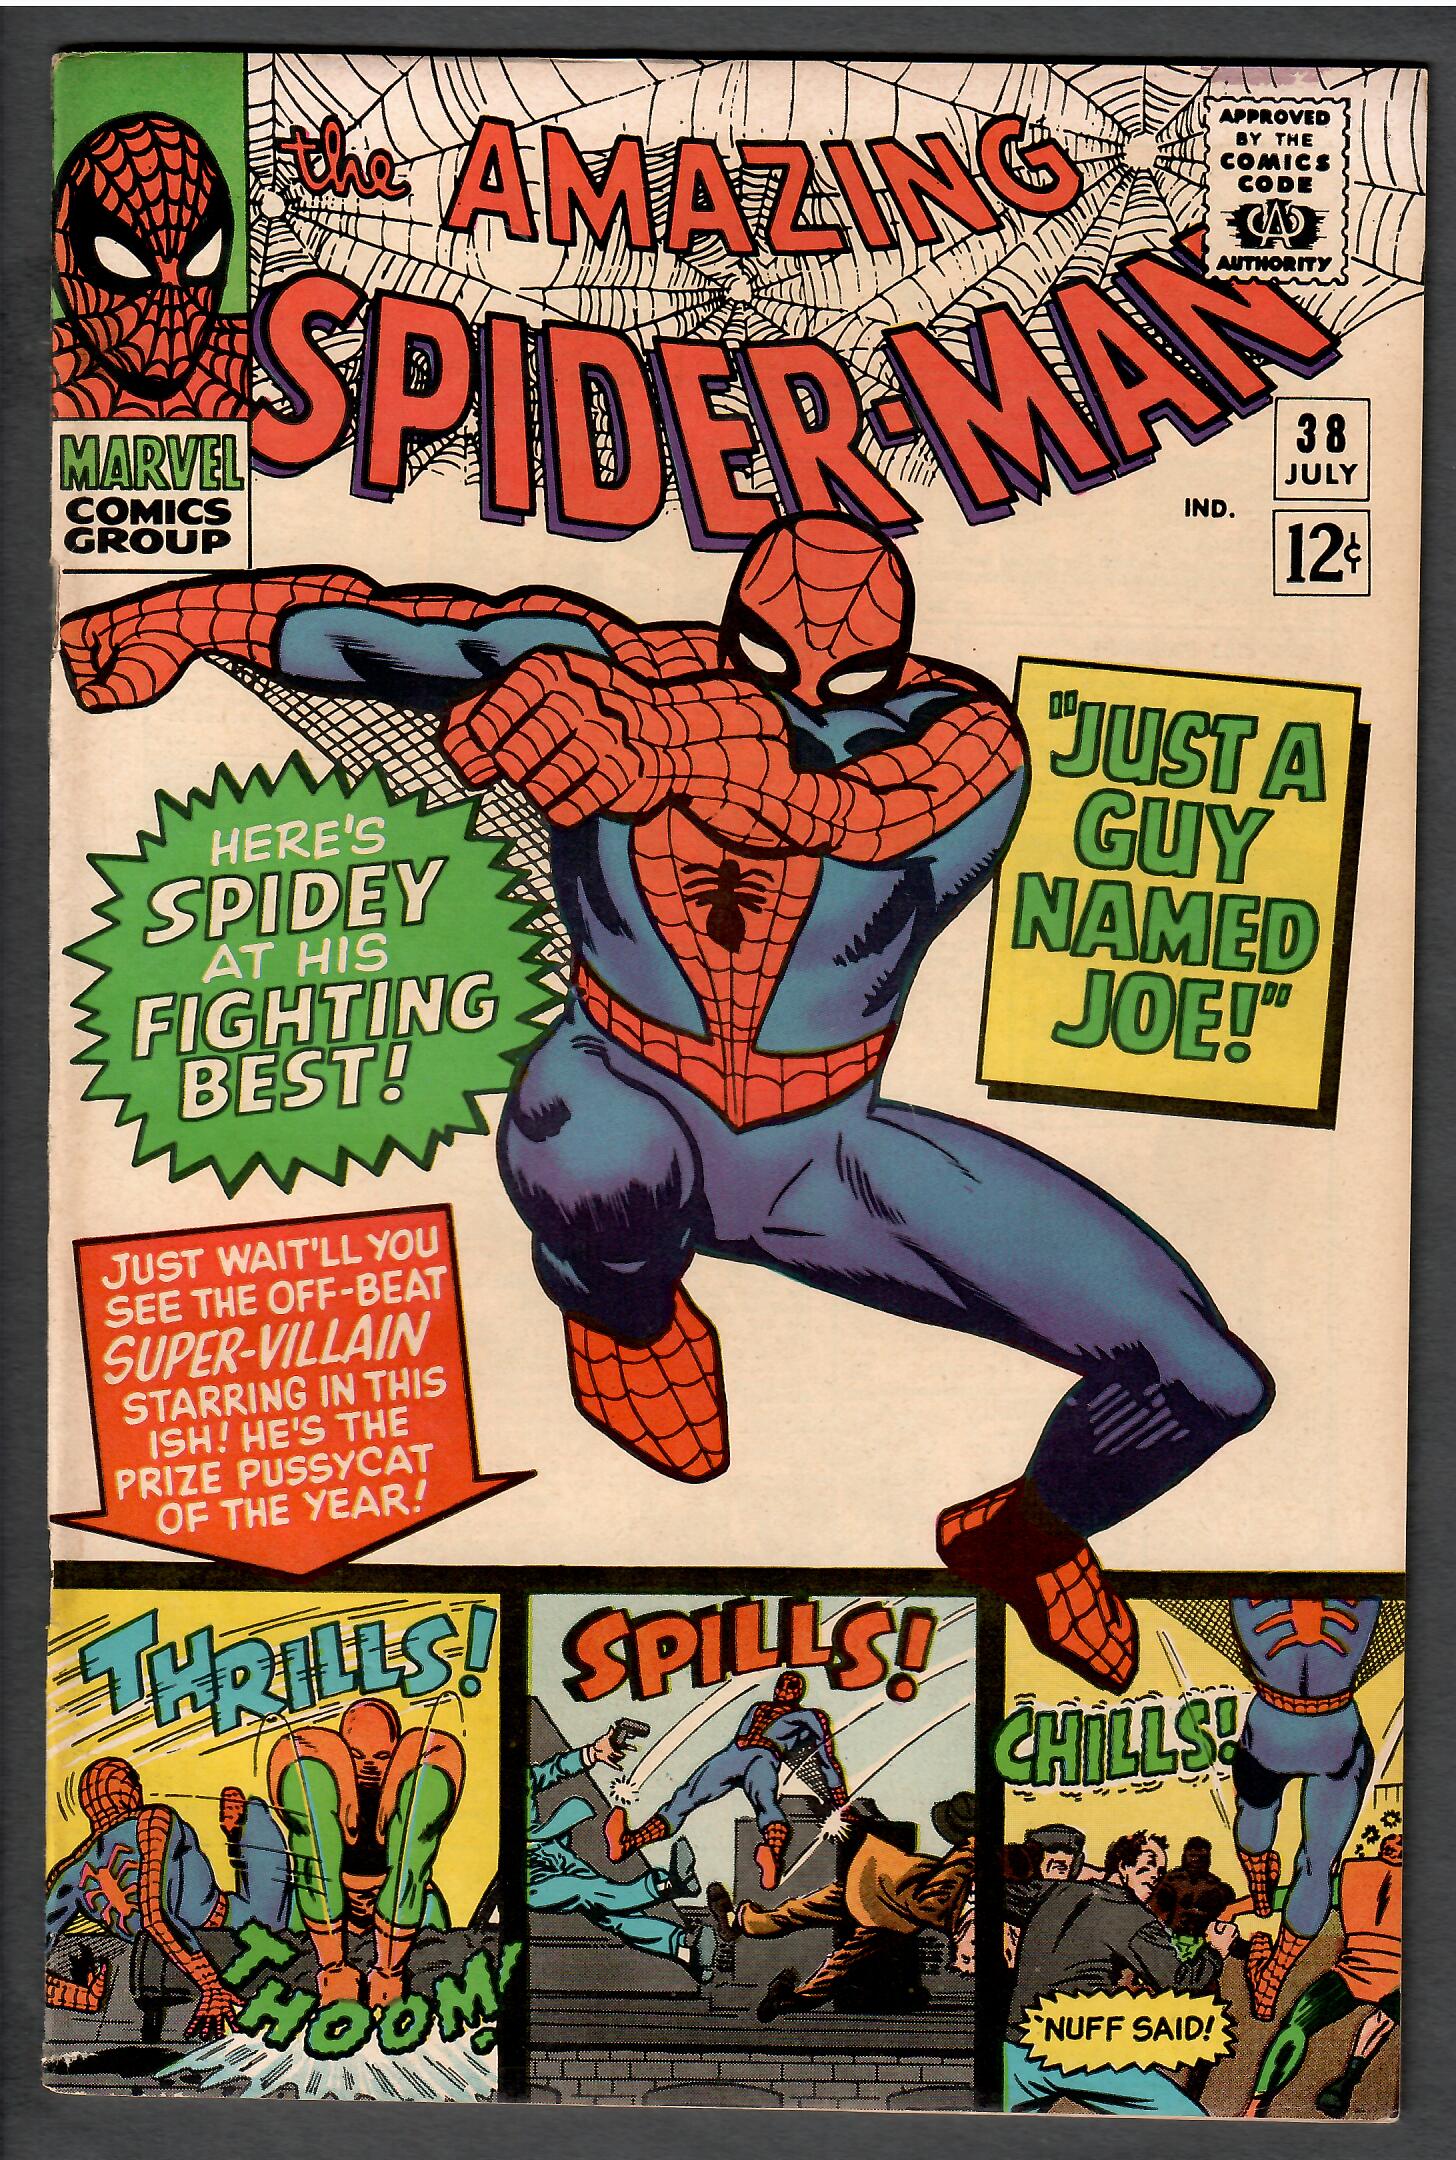 the AMAZING
SPIDER-MAN
APPROVED
BY THE
COMICS
CODE
CA
AUTHORITY
MARVEL
COMICS
GROUP
38
JULY
IND.
12¢
"JUST A
GUY
NAMED
JOE!"
HERE'S
SPIDEY
AT HIS
FIGHTING
BEST!
JUST WAIT'LL YOU
SEE THE OFF-BEAT
SUPER-VILLAIN
STARRING IN THIS
ISH! HE'S THE
PRIZE PUSSYCAT
OF THE YEAR!
THRILLS!
THOOM!
SPILLS!
CHILLS!
'NUFF SAID!